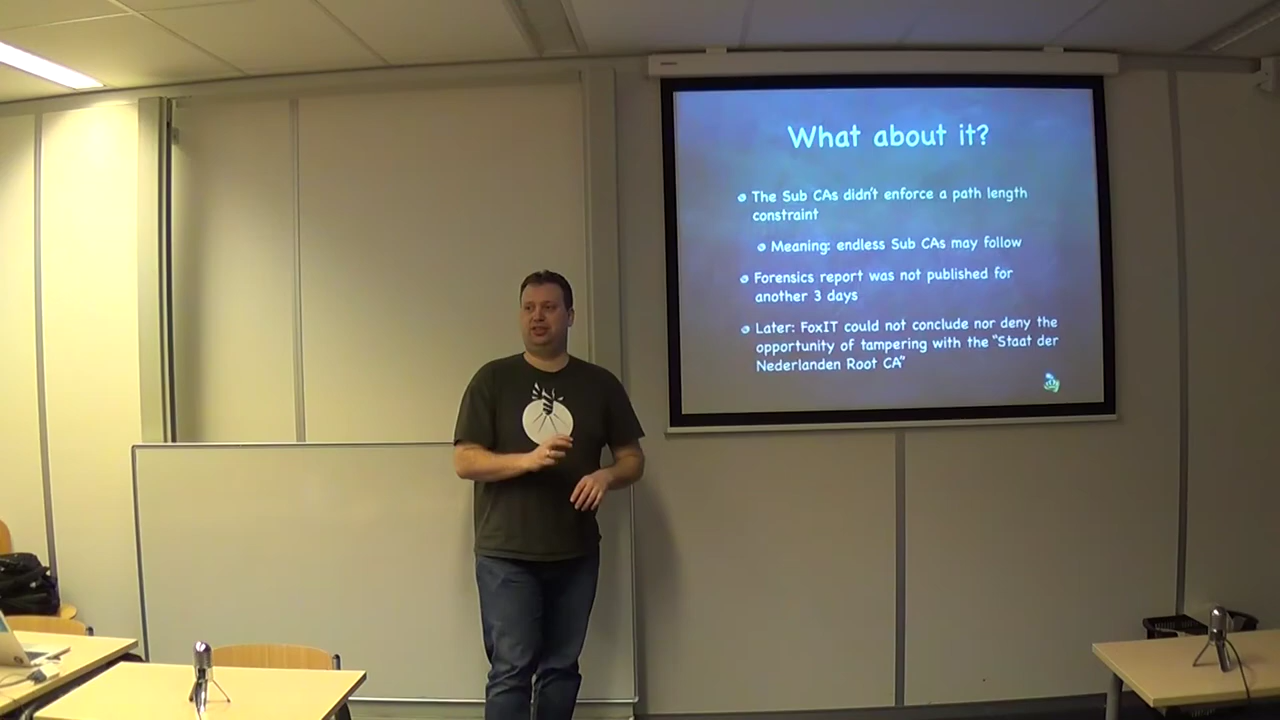 What about it?
The Sub CAs didn't enforce a path length
constraint
Meaning: endless Sub CAs may follow
Forensics report was not published for
another 3 days
Later: FoxIT could not conclude nor deny the
opportunity of tampering with the "Staat der
Nederlanden Root CA"